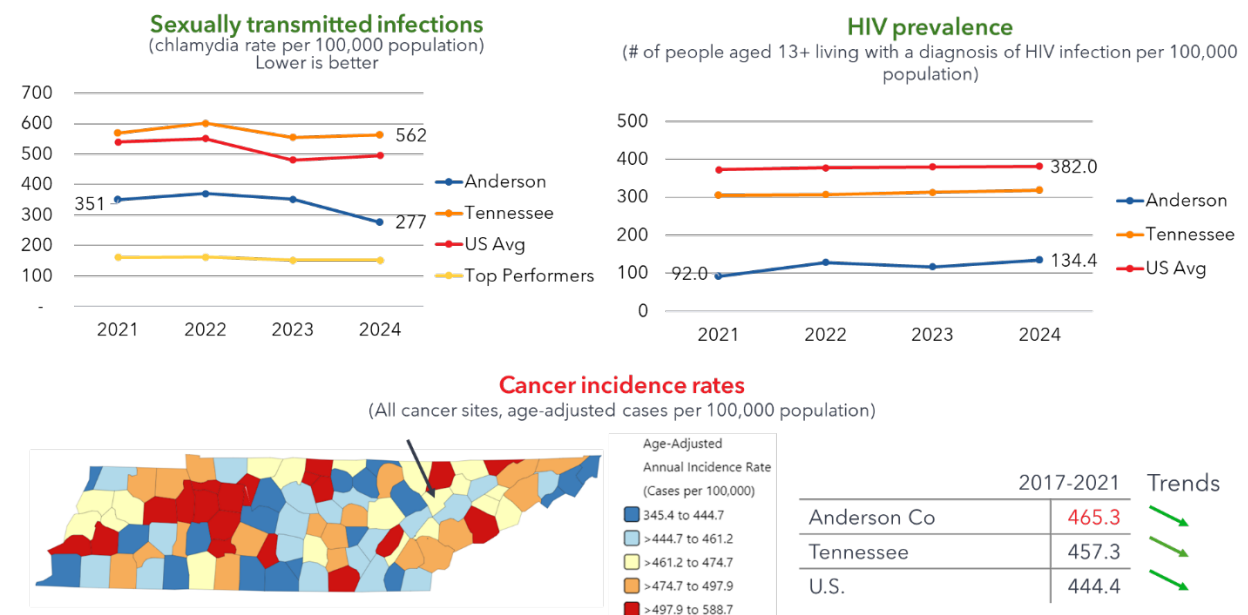 Sexually transmitted infections
(chlamydia rate per 100,000 population)
Lower is better
700
600
500
400
300
200
100
-
351
562
277
2021 2022 2023 2024
Anderson
Tennessee
US Avg
Top Performers
HIV prevalence
(# of people aged 13+ living with a diagnosis of HIV infection per 100,000
population)
500
400
300
200
100
0
92.0
382.0
134.4
2021 2022 2023 2024
Anderson
Tennessee
US Avg
Cancer incidence rates
(All cancer sites, age-adjusted cases per 100,000 population)
Age-Adjusted
Annual Incidence Rate
(Cases per 100,000)
345.4 to 444.7
>444.7 to 461.2
>461.2 to 474.7
>474.7 to 497.9
>497.9 to 588.7
2017-2021 Trends
Anderson Co 465.3
Tennessee 457.3
U.S. 444.4